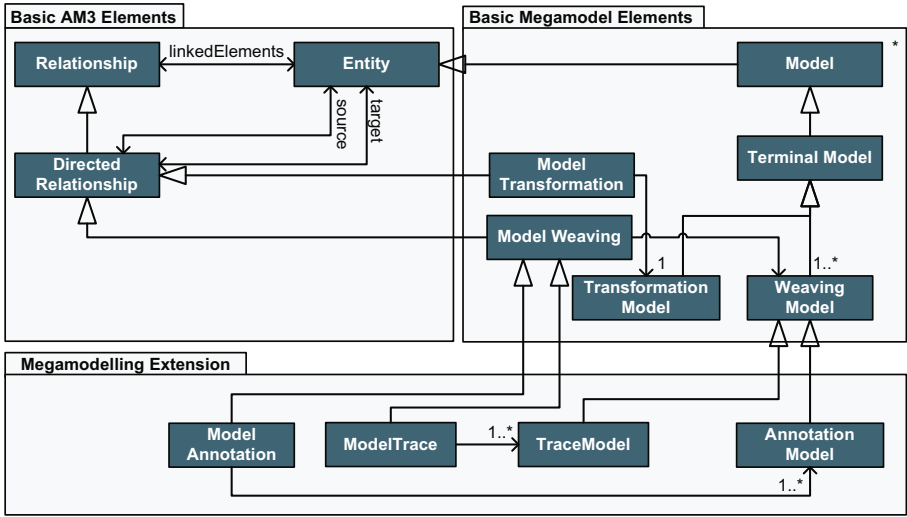 Basic AM3 Elements
Basic Megamodel Elements
Relationship
linkedElements
Entity
Model
*
source
target
Directed
Relationship
Model
Transformation
Terminal Model
Model Weaving
1
1..*
Transformation
Model
Weaving
Model
Megamodelling Extension
Model
Annotation
ModelTrace
1..*
TraceModel
Annotation
Model
1..*